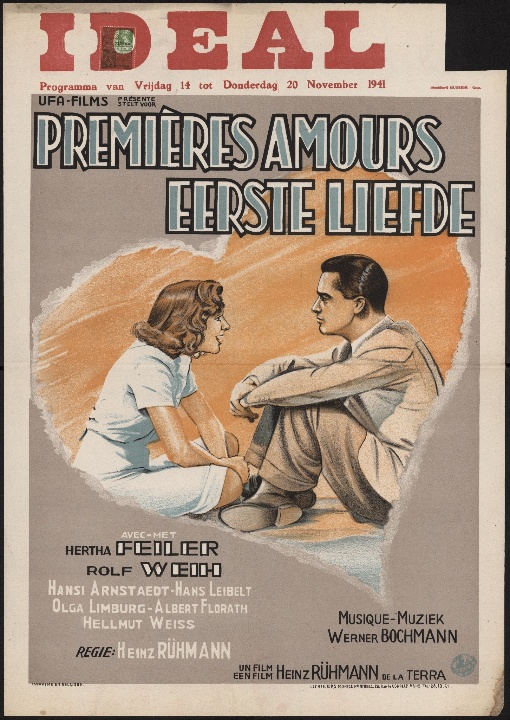 IDEAL
Programma van Vrijdag 14 tot Donderdag 20 November 1941
UFA-FILMS PRÉSENTE STELT VOOR
PREMIÈRES AMOURS
EERSTE LIEFDE
AVEC-MET
HERTHA FEILER
ROLF WEIH
HANSI ARNSTAEDT-HANS LEIBELT
OLGA LIMBURG-ALBERT FLORATH
HELLMUT WEISS
REGIE: HEINZ RÜHMANN
MUSIQUE-MUZIEK
WERNER BOCHMANN
UN FILM
EEN FILM HEINZ RÜHMANN DE LA TERRA